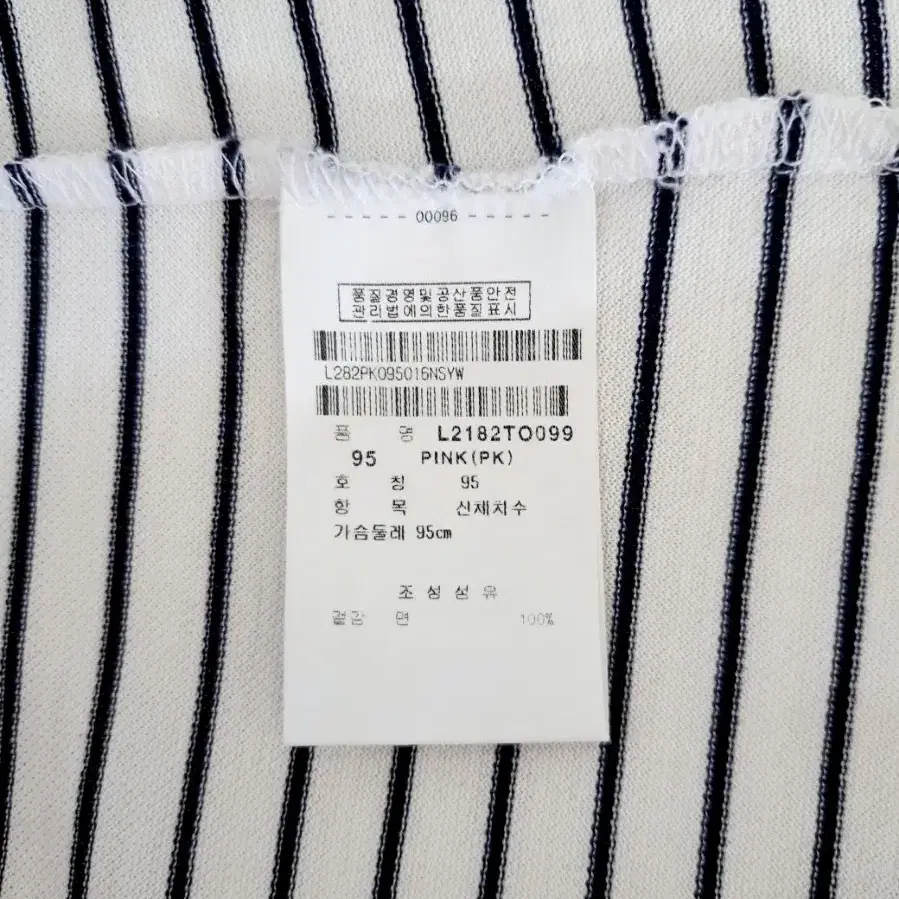 - - - - - 00096 - - - - -
품질경영및공산품안전
관리법에의한품질표시
L282PK095016NSYW
품 명 L2182TO099
95 PINK(PK)
호 칭 95
항 목 신체치수
가슴둘레 95cm
조성섬유
겉감 면 100%